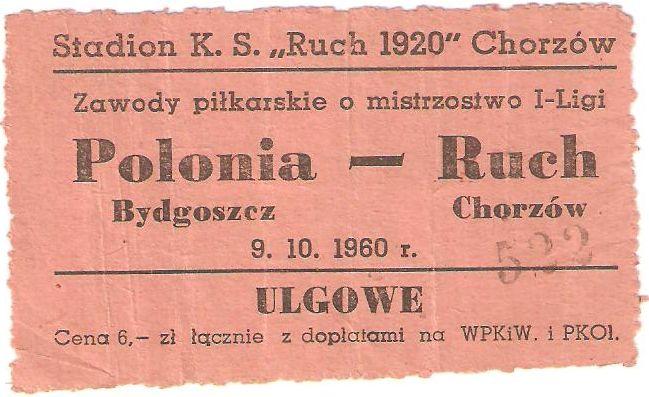 Stadion K. S. „Ruch 1920" Chorzów
Zawody piłkarskie o mistrzostwo I-Ligi
Polonia — Ruch
Bydgoszcz Chorzów
9. 10. 1960 r.
522
ULGOWE
Cena 6,– zł łącznie z dopłatami na WPKiW. i PKOl.